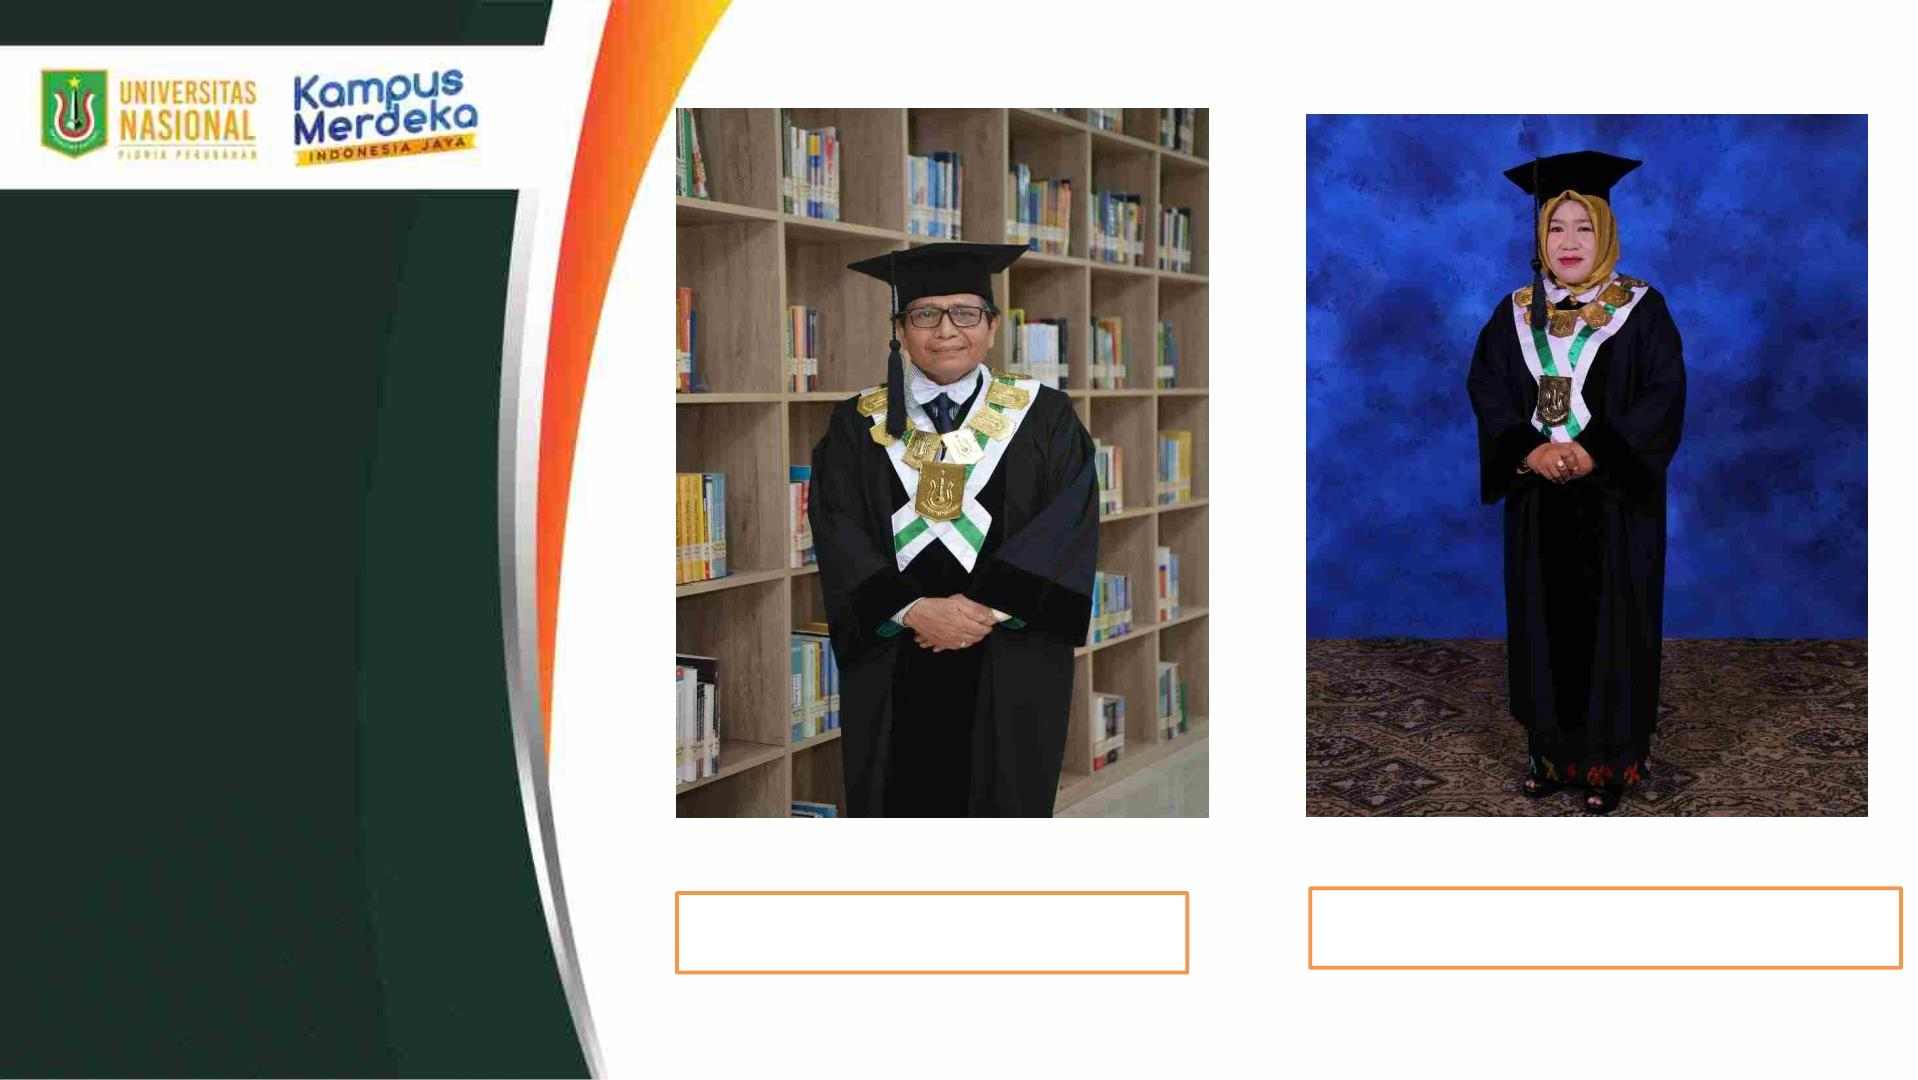 UNIVERSITAS
NASIONAL
PIONIR PERUBAHAN
Kampus
Merdeka
INDONESIA JAYA